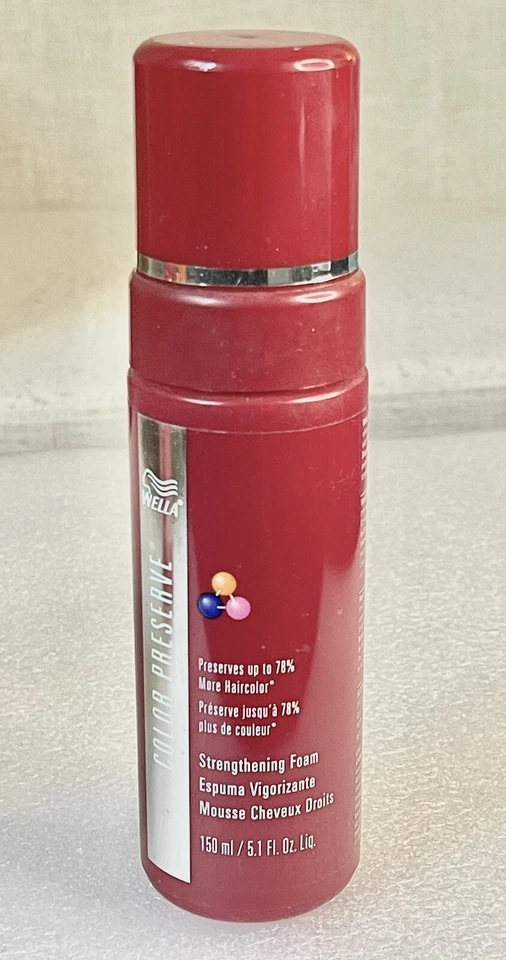 WELLA®
COLOR PRESERVE
Preserves up to 78%
More Haircolor*
Préserve jusqu'à 78%
plus de couleur*
Strengthening Foam
Espuma Vigorizante
Mousse Cheveux Droits
150 ml / 5.1 Fl. Oz. Liq.